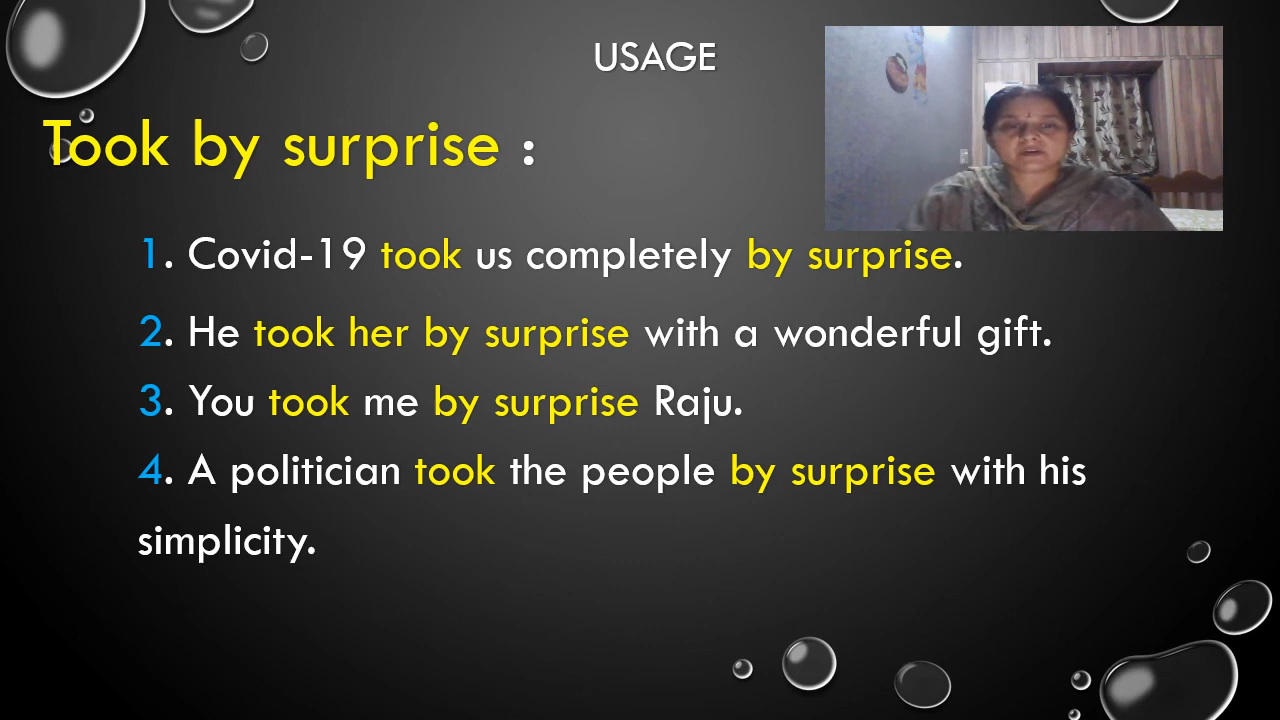 USAGE
Took by surprise :
1. Covid-19 took us completely by surprise.
2. He took her by surprise with a wonderful gift.
3. You took me by surprise Raju.
4. A politician took the people by surprise with his
simplicity.